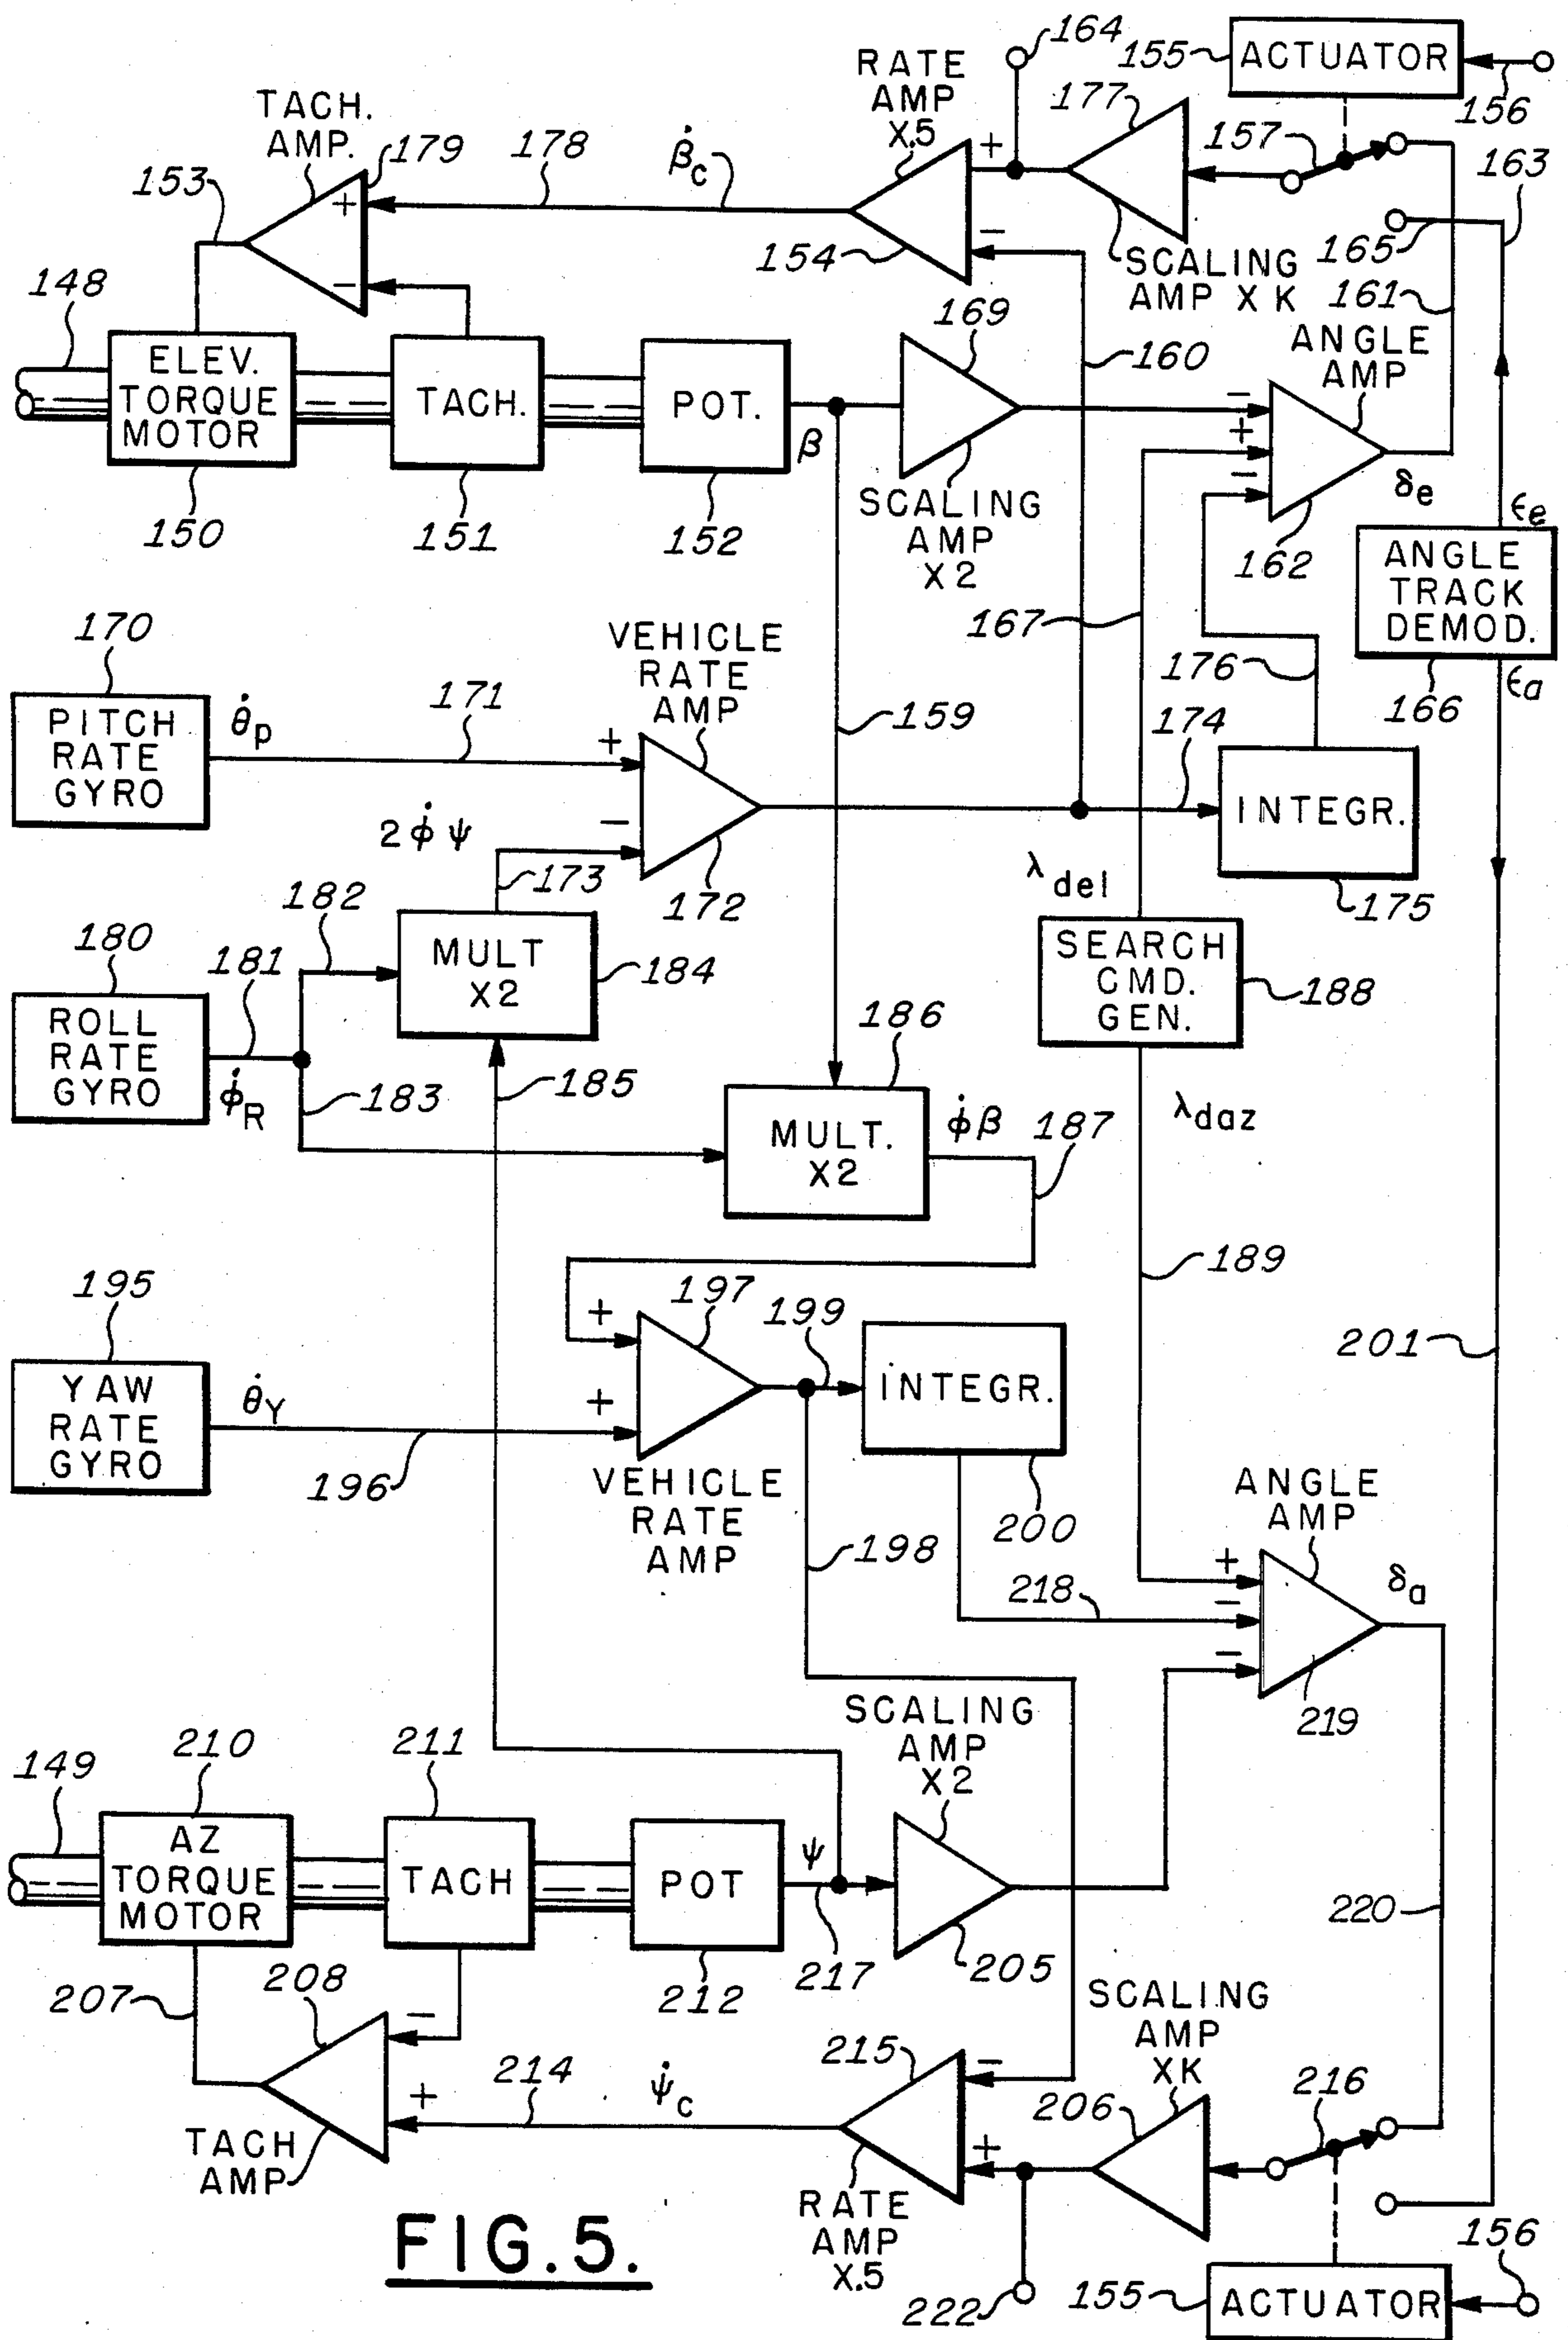 164
155
ACTUATOR
156
RATE
AMP
X.5
177
157
163
TACH.
AMP.
179
178
β̇c
+
153
+
−
−
154
SCALING
AMP X K
165
161
148
ELEV.
TORQUE
MOTOR
TACH.
POT.
β
169
160
ANGLE
AMP
−
+
−
δe
150
151
152
SCALING
AMP
X2
162
ϵe
ANGLE
TRACK
DEMOD.
167
176
166
ϵa
170
PITCH
RATE
GYRO
θ̇p
171
VEHICLE
RATE
AMP
+
−
159
174
INTEGR.
2 φ̇ ψ
173
172
λdel
175
182
180
181
MULT
X2
184
SEARCH
CMD.
GEN.
188
ROLL
RATE
GYRO
φ̇R
183
185
186
MULT.
X2
φ̇β
187
λdaz
189
195
YAW
RATE
GYRO
θ̇Y
196
+
+
197
199
INTEGR.
201
VEHICLE
RATE
AMP
200
198
218
ANGLE
AMP
+
−
−
δa
219
SCALING
AMP
X2
149
210
AZ
TORQUE
MOTOR
211
TACH
POT
ψ
217
205
220
207
208
212
−
+
214
ψ̇c
215
−
+
SCALING
AMP
XK
206
216
TACH
AMP
RATE
AMP
X.5
222
155
ACTUATOR
156
FIG. 5.